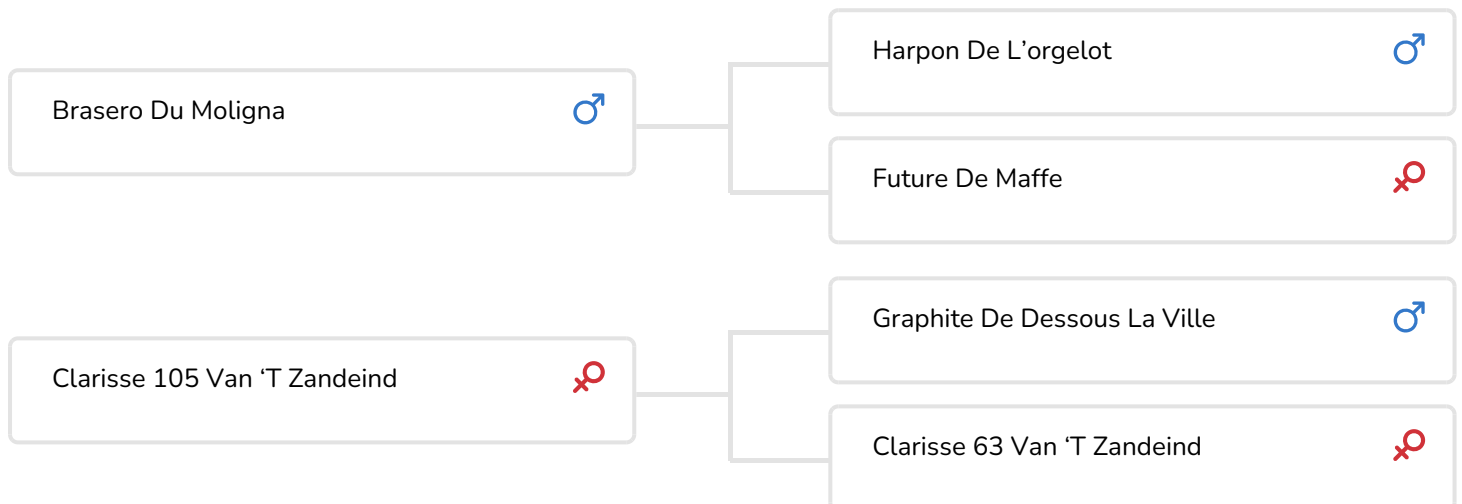 Harpon De L’orgelot
Brasero Du Moligna
Future De Maffe
Graphite De Dessous La Ville
Clarisse 105 Van ‘T Zandeind
Clarisse 63 Van ‘T Zandeind